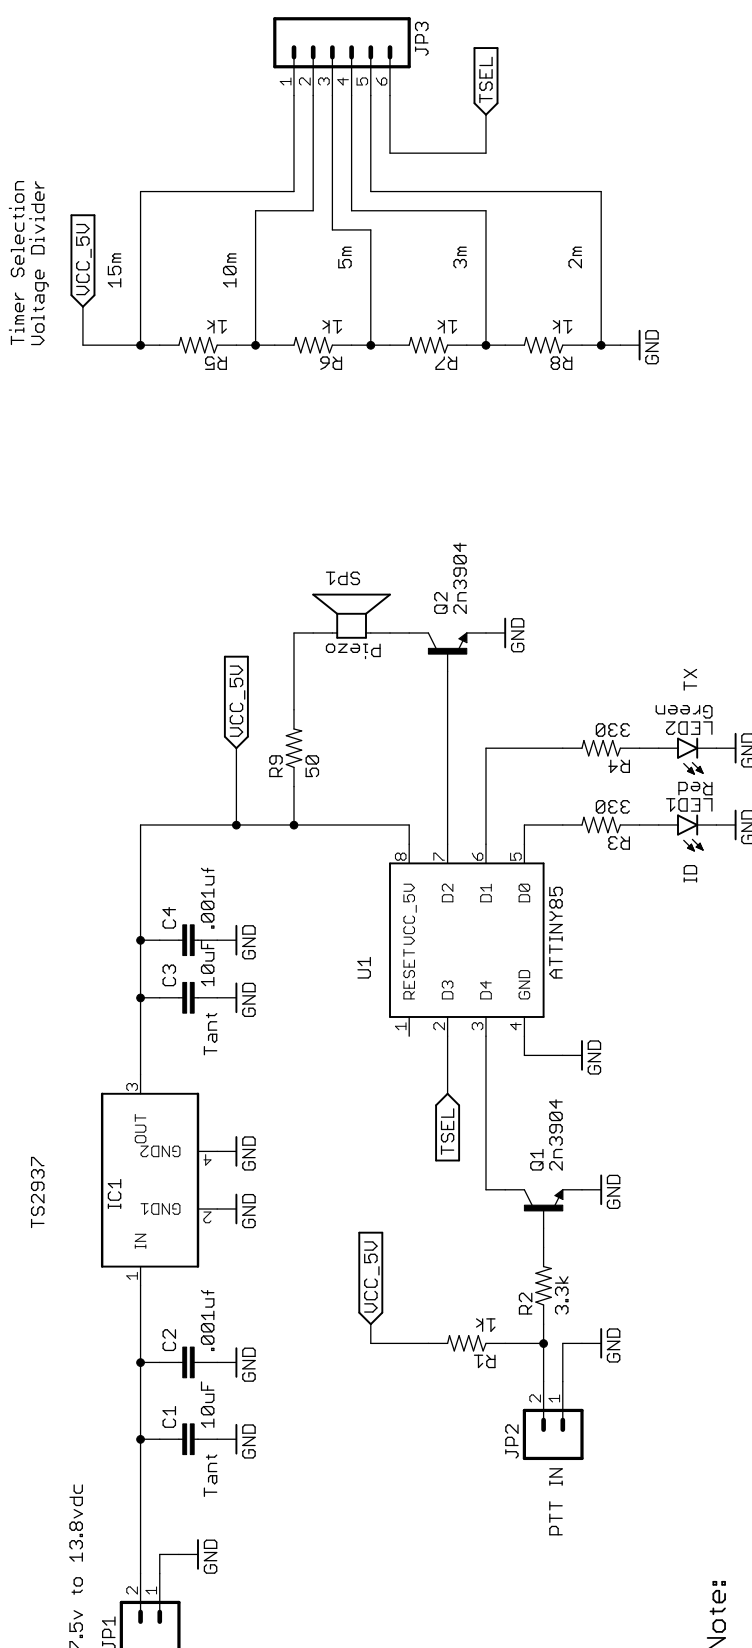 Timer Selection
Voltage Divider
VCC_5V
15m
10m
5m
3m
2m
R5
1k
R6
1k
R7
1k
R8
1k
GND
1
2
3
4
5
6
JP3
TSEL
7.5v to 13.8vdc
JP1
2
1
GND
C1
10uF
Tant
GND
C2
.001uf
GND
TS2937
IC1
IN
GND1
GND2
OUT
1
2
4
3
GND
GND
C3
10uF
Tant
GND
C4
.001uf
GND
VCC_5V
R9
50
SP1
Piezo
Q2
2n3904
GND
U1
ATTINY85
RESET
VCC_5V
D3
D2
D4
D1
GND
D0
1
2
3
4
8
7
6
5
TSEL
GND
PTT IN
JP2
2
1
GND
VCC_5V
R1
1k
R2
3.3k
Q1
2n3904
GND
R3
330
LED1
Red
ID
GND
R4
330
LED2
Green
TX
GND
Note: